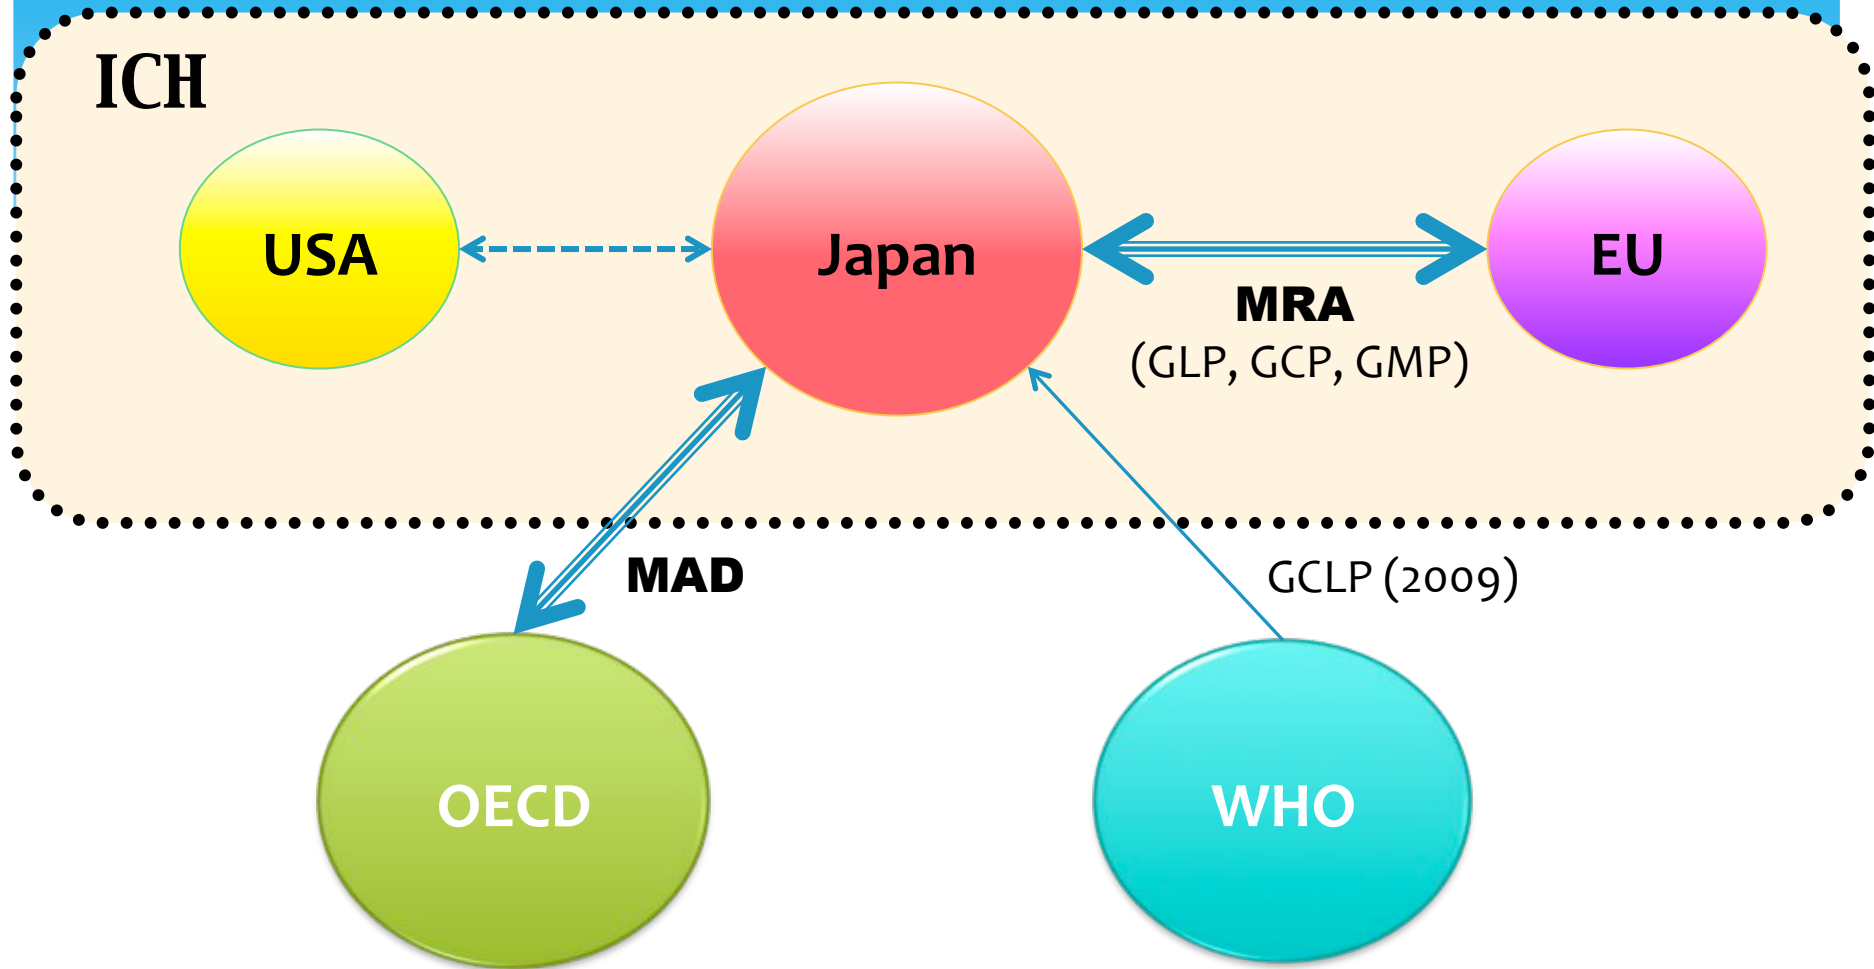 ICH
USA
Japan
EU
MRA
(GLP, GCP, GMP)
MAD
GCLP (2009)
OECD
WHO